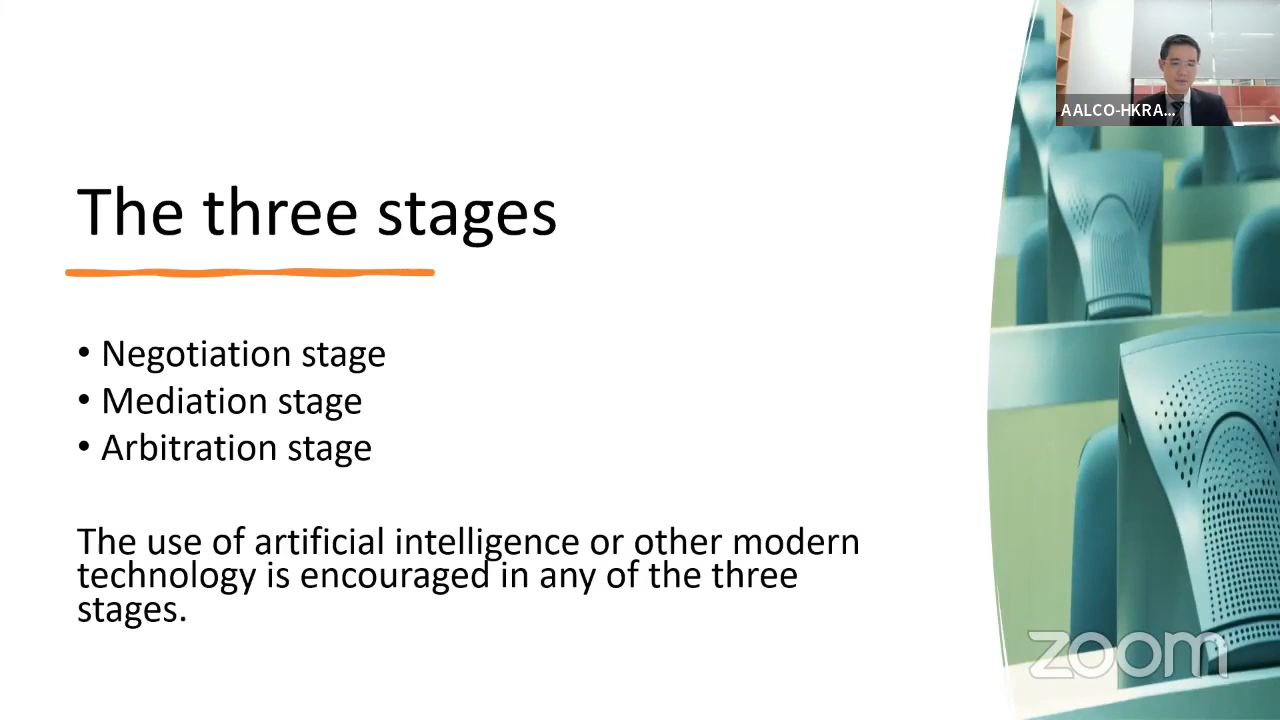 AALCO-HKRA...
The three stages
• Negotiation stage
• Mediation stage
• Arbitration stage
The use of artificial intelligence or other modern
technology is encouraged in any of the three
stages.
zoom